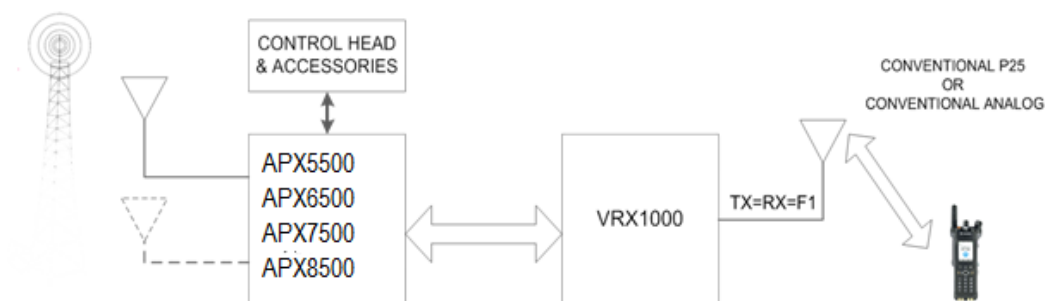 CONTROL HEAD
& ACCESSORIES
APX5500
APX6500
APX7500
APX8500
VRX1000
TX=RX=F1
CONVENTIONAL P25
OR
CONVENTIONAL ANALOG